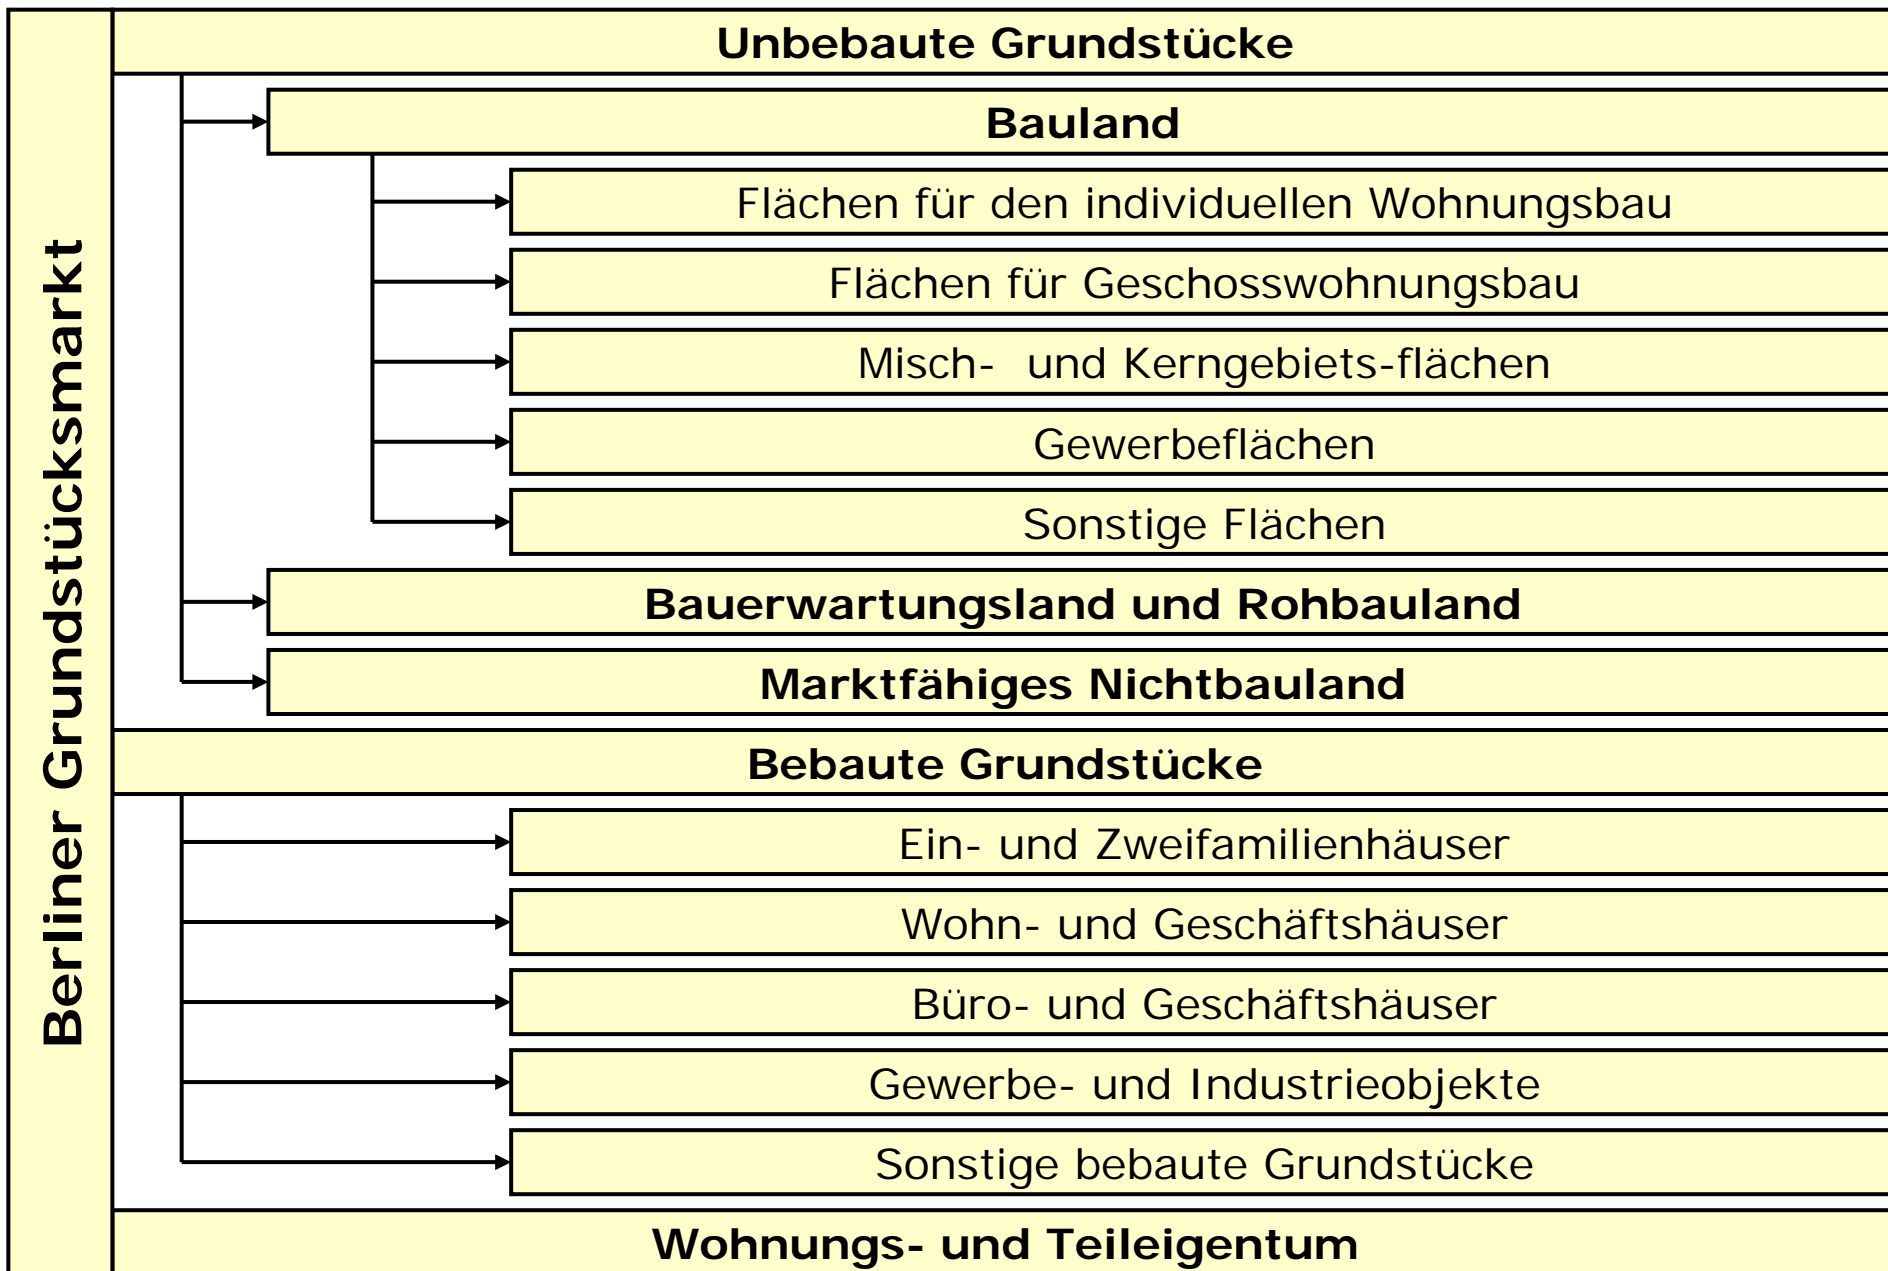 Berliner Grundstücksmarkt
Unbebaute Grundstücke
Bauland
Flächen für den individuellen Wohnungsbau
Flächen für Geschosswohnungsbau
Misch-  und Kerngebiets-flächen
Gewerbeflächen
Sonstige Flächen
Bauerwartungsland und Rohbauland
Marktfähiges Nichtbauland
Bebaute Grundstücke
Ein- und Zweifamilienhäuser
Wohn- und Geschäftshäuser
Büro- und Geschäftshäuser
Gewerbe- und Industrieobjekte
Sonstige bebaute Grundstücke
Wohnungs- und Teileigentum